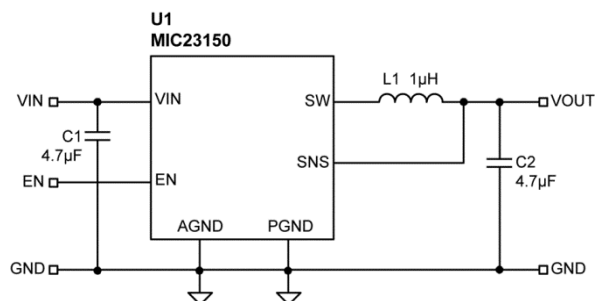 U1
MIC23150
L1 1µH
VIN
VIN
SW
VOUT
C1
4.7µF
SNS
C2
4.7µF
EN
EN
AGND
PGND
GND
GND